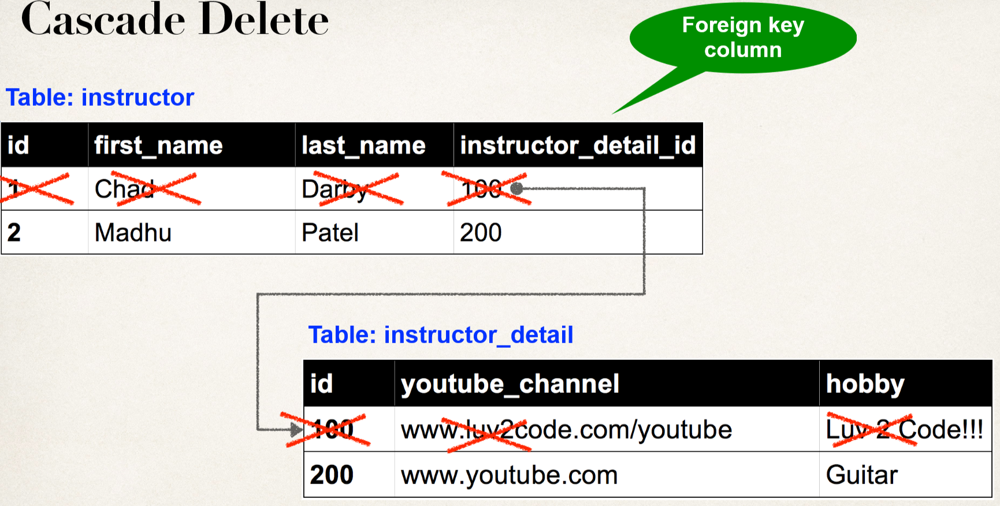 Cascade Delete
Foreign key
column
Table: instructor
id first_name last_name instructor_detail_id
1 Chad Darby 100
2 Madhu Patel 200
Table: instructor_detail
id youtube_channel hobby
100 www.luv2code.com/youtube Luv 2 Code!!!
200 www.youtube.com Guitar